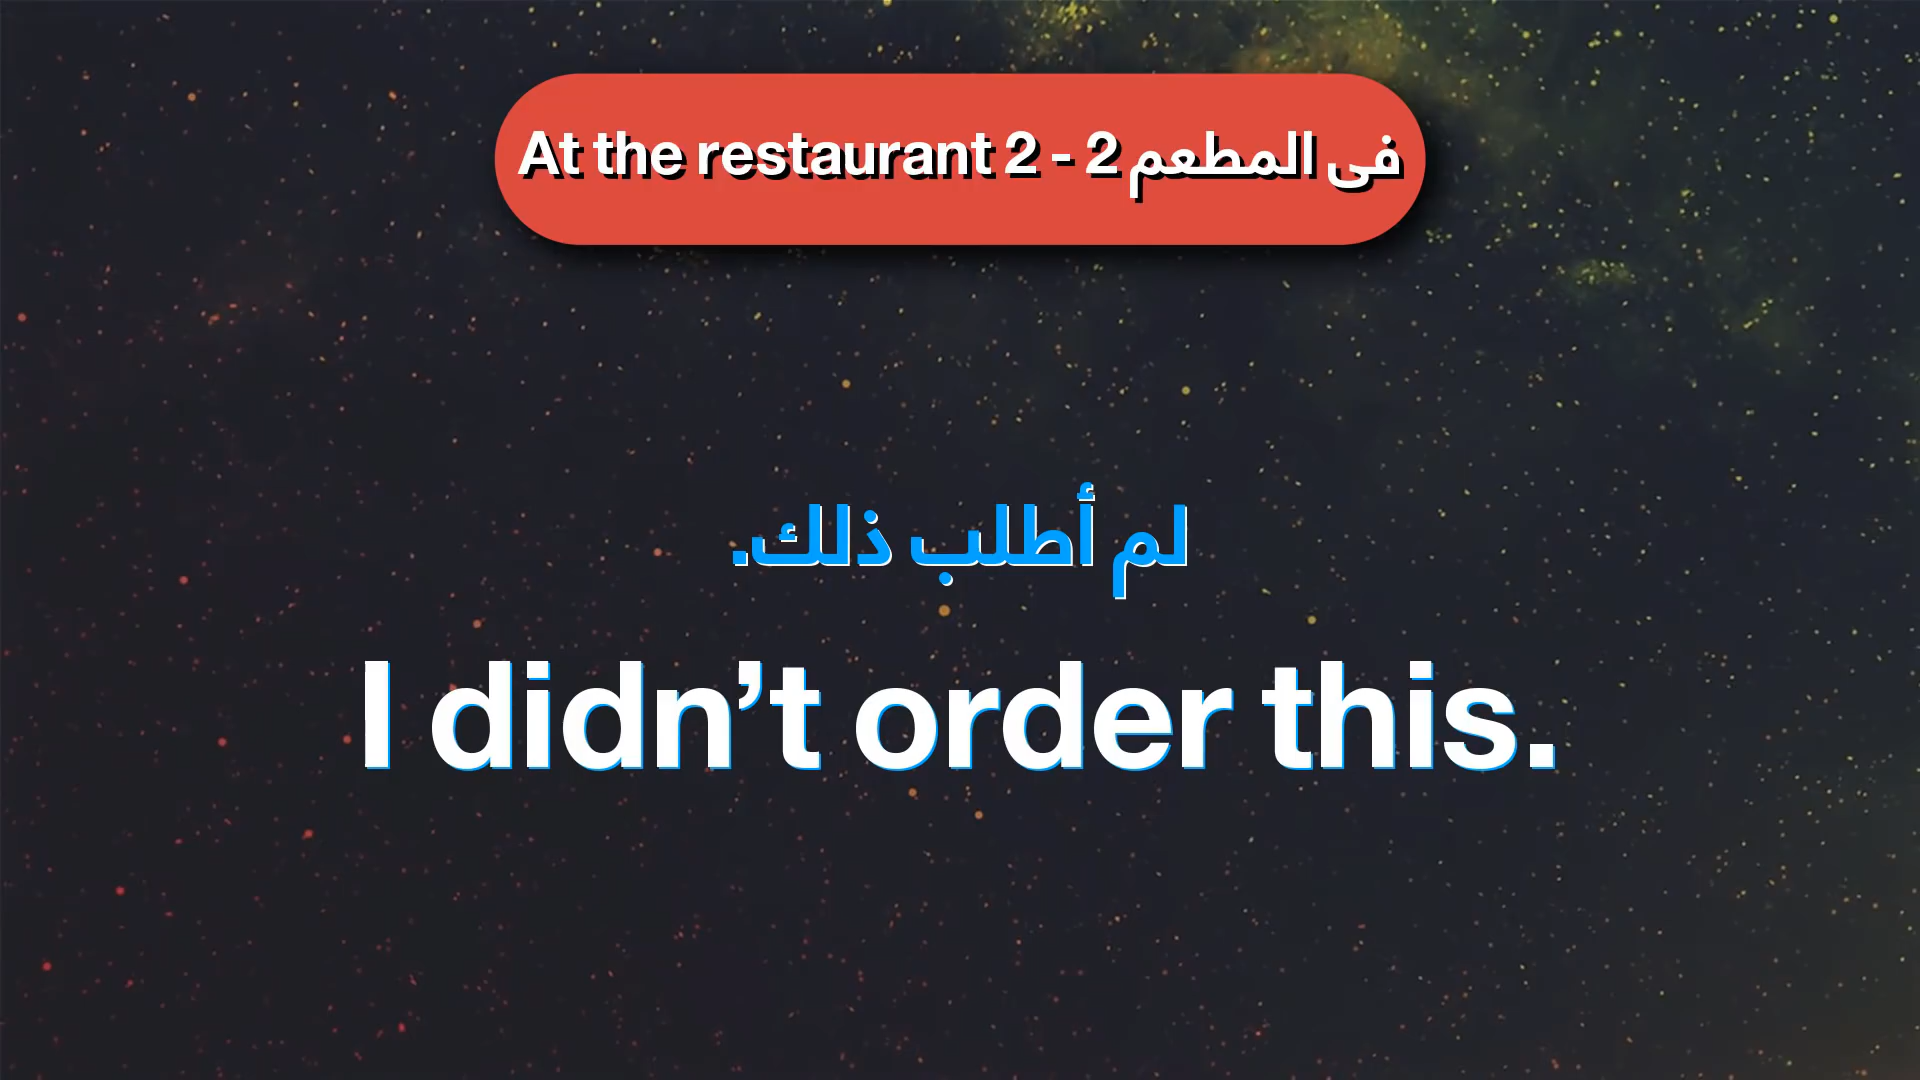 At the restaurant 2 - 2 فى المطعم
لم أطلب ذلك.
I didn’t order this.